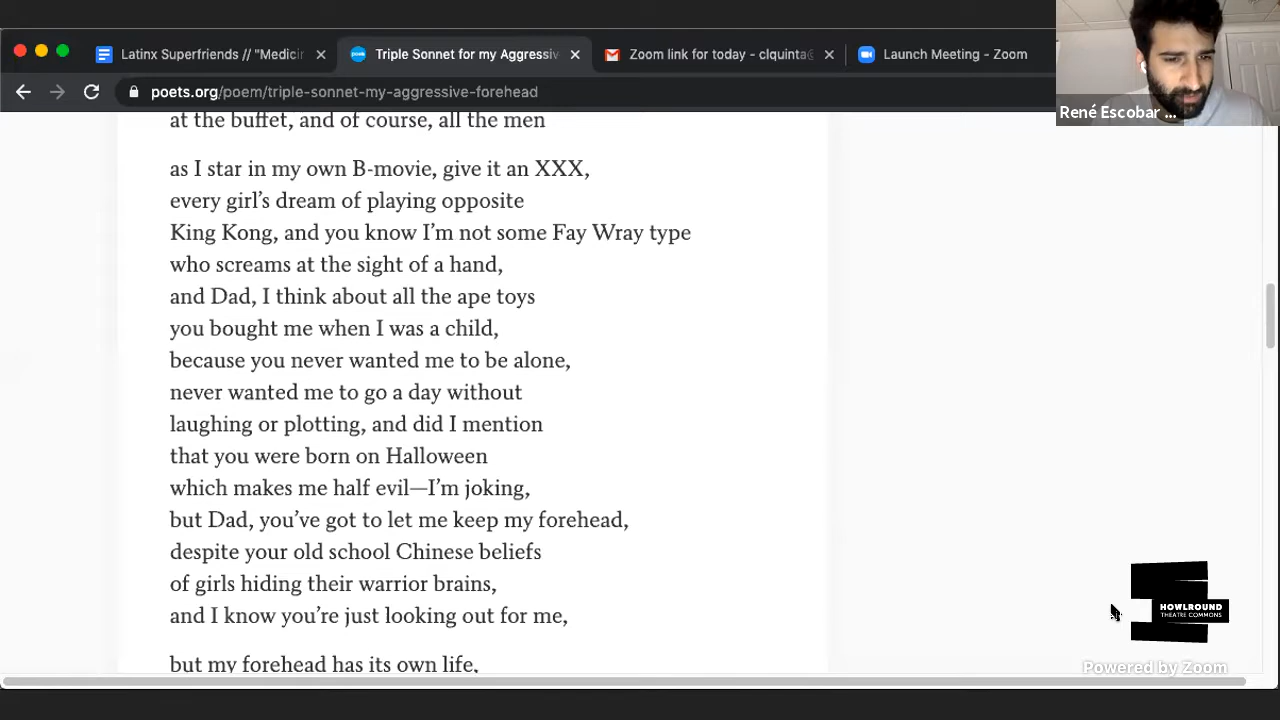 Latinx Superfriends // "Medicin
Triple Sonnet for my Aggressiv
Zoom link for today - clquinta@
Launch Meeting - Zoom
poets.org/poem/triple-sonnet-my-aggressive-forehead
René Escobar ...
at the buffet, and of course, all the men
as I star in my own B-movie, give it an XXX,
every girl’s dream of playing opposite
King Kong, and you know I’m not some Fay Wray type
who screams at the sight of a hand,
and Dad, I think about all the ape toys
you bought me when I was a child,
because you never wanted me to be alone,
never wanted me to go a day without
laughing or plotting, and did I mention
that you were born on Halloween
which makes me half evil—I’m joking,
but Dad, you’ve got to let me keep my forehead,
despite your old school Chinese beliefs
of girls hiding their warrior brains,
and I know you’re just looking out for me,
but my forehead has its own life,
HOWLROUND
THEATRE COMMONS
Powered by Zoom